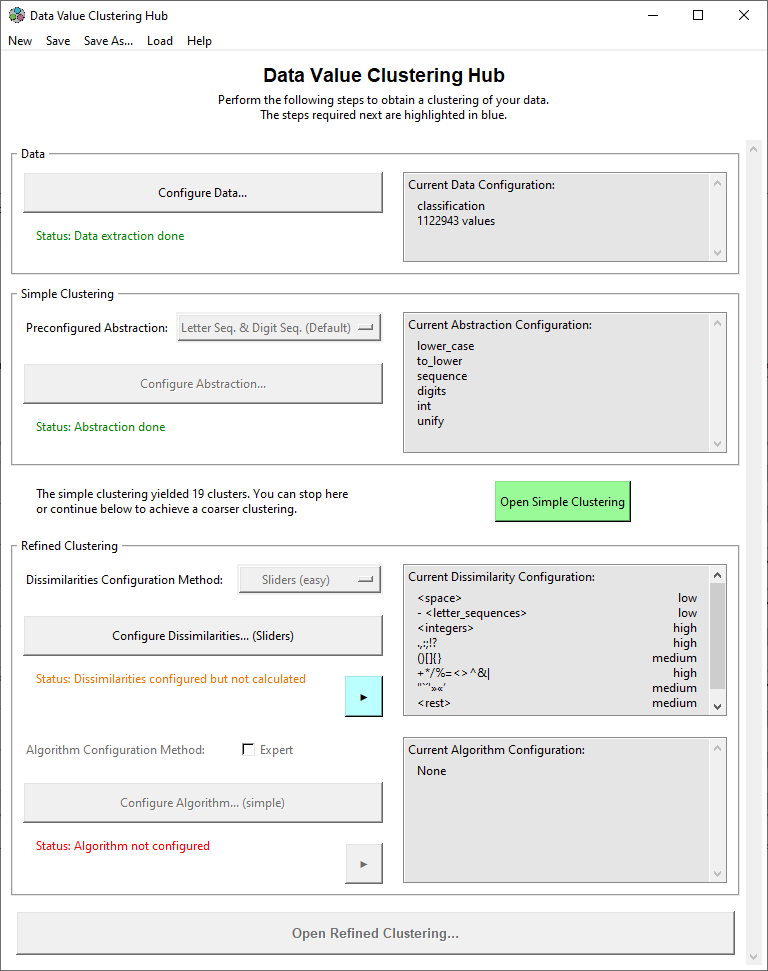 Data Value Clustering Hub
New Save Save As... Load Help
Data Value Clustering Hub
Perform the following steps to obtain a clustering of your data.
The steps required next are highlighted in blue.
Data
Configure Data...
Status: Data extraction done
Current Data Configuration:
classification
1122943 values
Simple Clustering
Preconfigured Abstraction: Letter Seq. & Digit Seq. (Default)
Configure Abstraction...
Status: Abstraction done
Current Abstraction Configuration:
lower_case
to_lower
sequence
digits
int
unify
The simple clustering yielded 19 clusters. You can stop here
or continue below to achieve a coarser clustering.
Open Simple Clustering
Refined Clustering
Dissimilarities Configuration Method: Sliders (easy)
Configure Dissimilarities... (Sliders)
Status: Dissimilarities configured but not calculated
Current Dissimilarity Configuration:
<space> low
- <letter_sequences> low
<integers> high
.,:;!? high
()[]{} medium
+*/%=<>^&| high
medium
<rest> medium
Algorithm Configuration Method: Expert
Configure Algorithm... (simple)
Status: Algorithm not configured
Current Algorithm Configuration:
None
Open Refined Clustering...